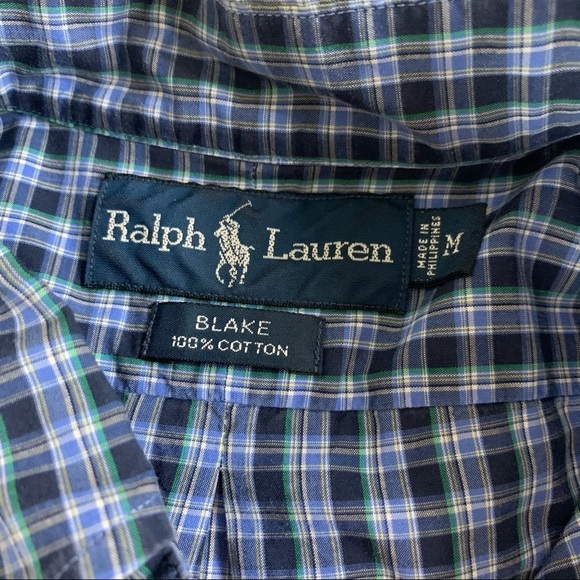 Ralph Lauren
MADE IN
PHILIPPINES
M
BLAKE
100% COTTON